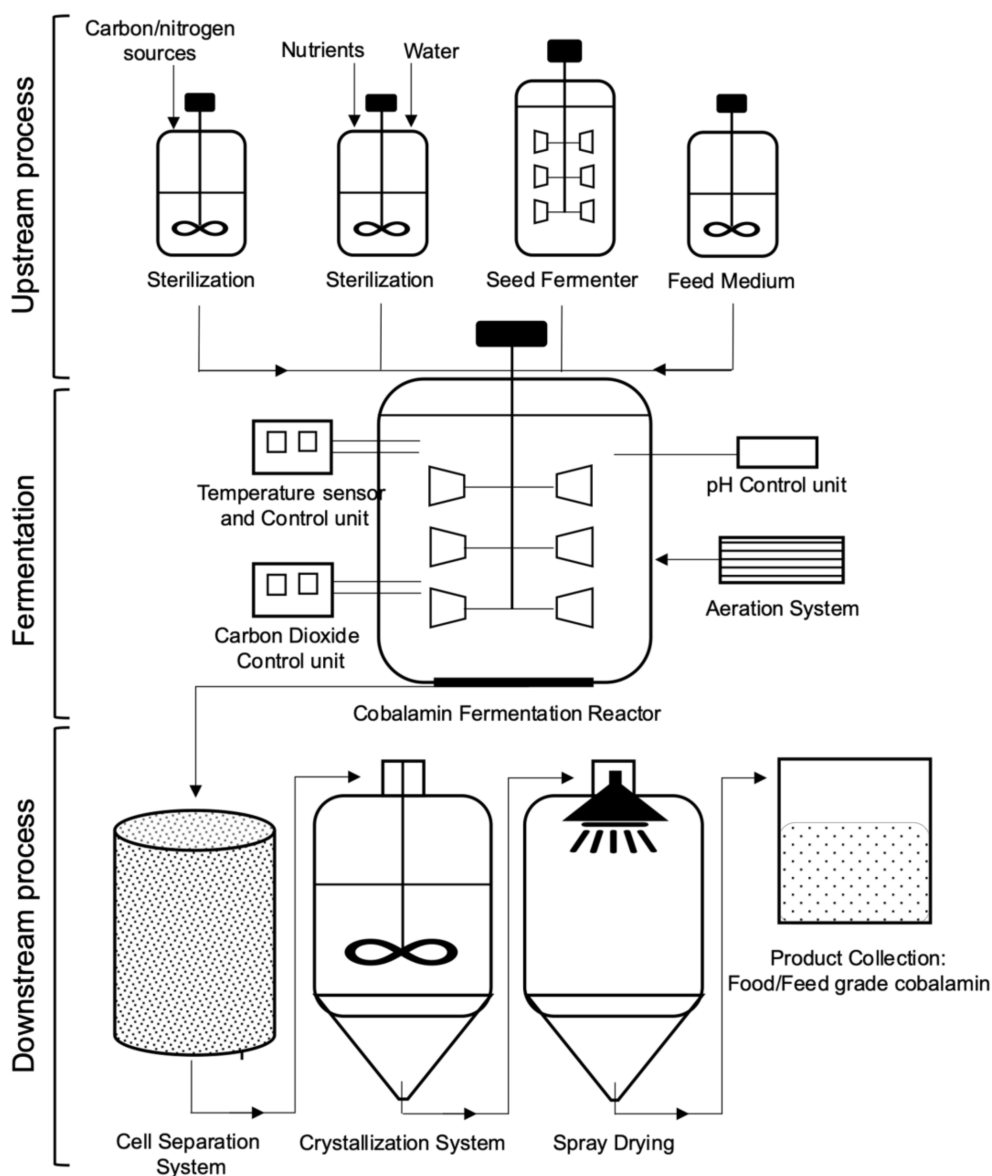 Upstream process
Carbon/nitrogen
sources
Nutrients
Water
Sterilization
Sterilization
Seed Fermenter
Feed Medium
Fermentation
Temperature sensor
and Control unit
pH Control unit
Carbon Dioxide
Control unit
Aeration System
Cobalamin Fermentation Reactor
Downstream process
Product Collection:
Food/Feed grade cobalamin
Cell Separation
System
Crystallization System
Spray Drying